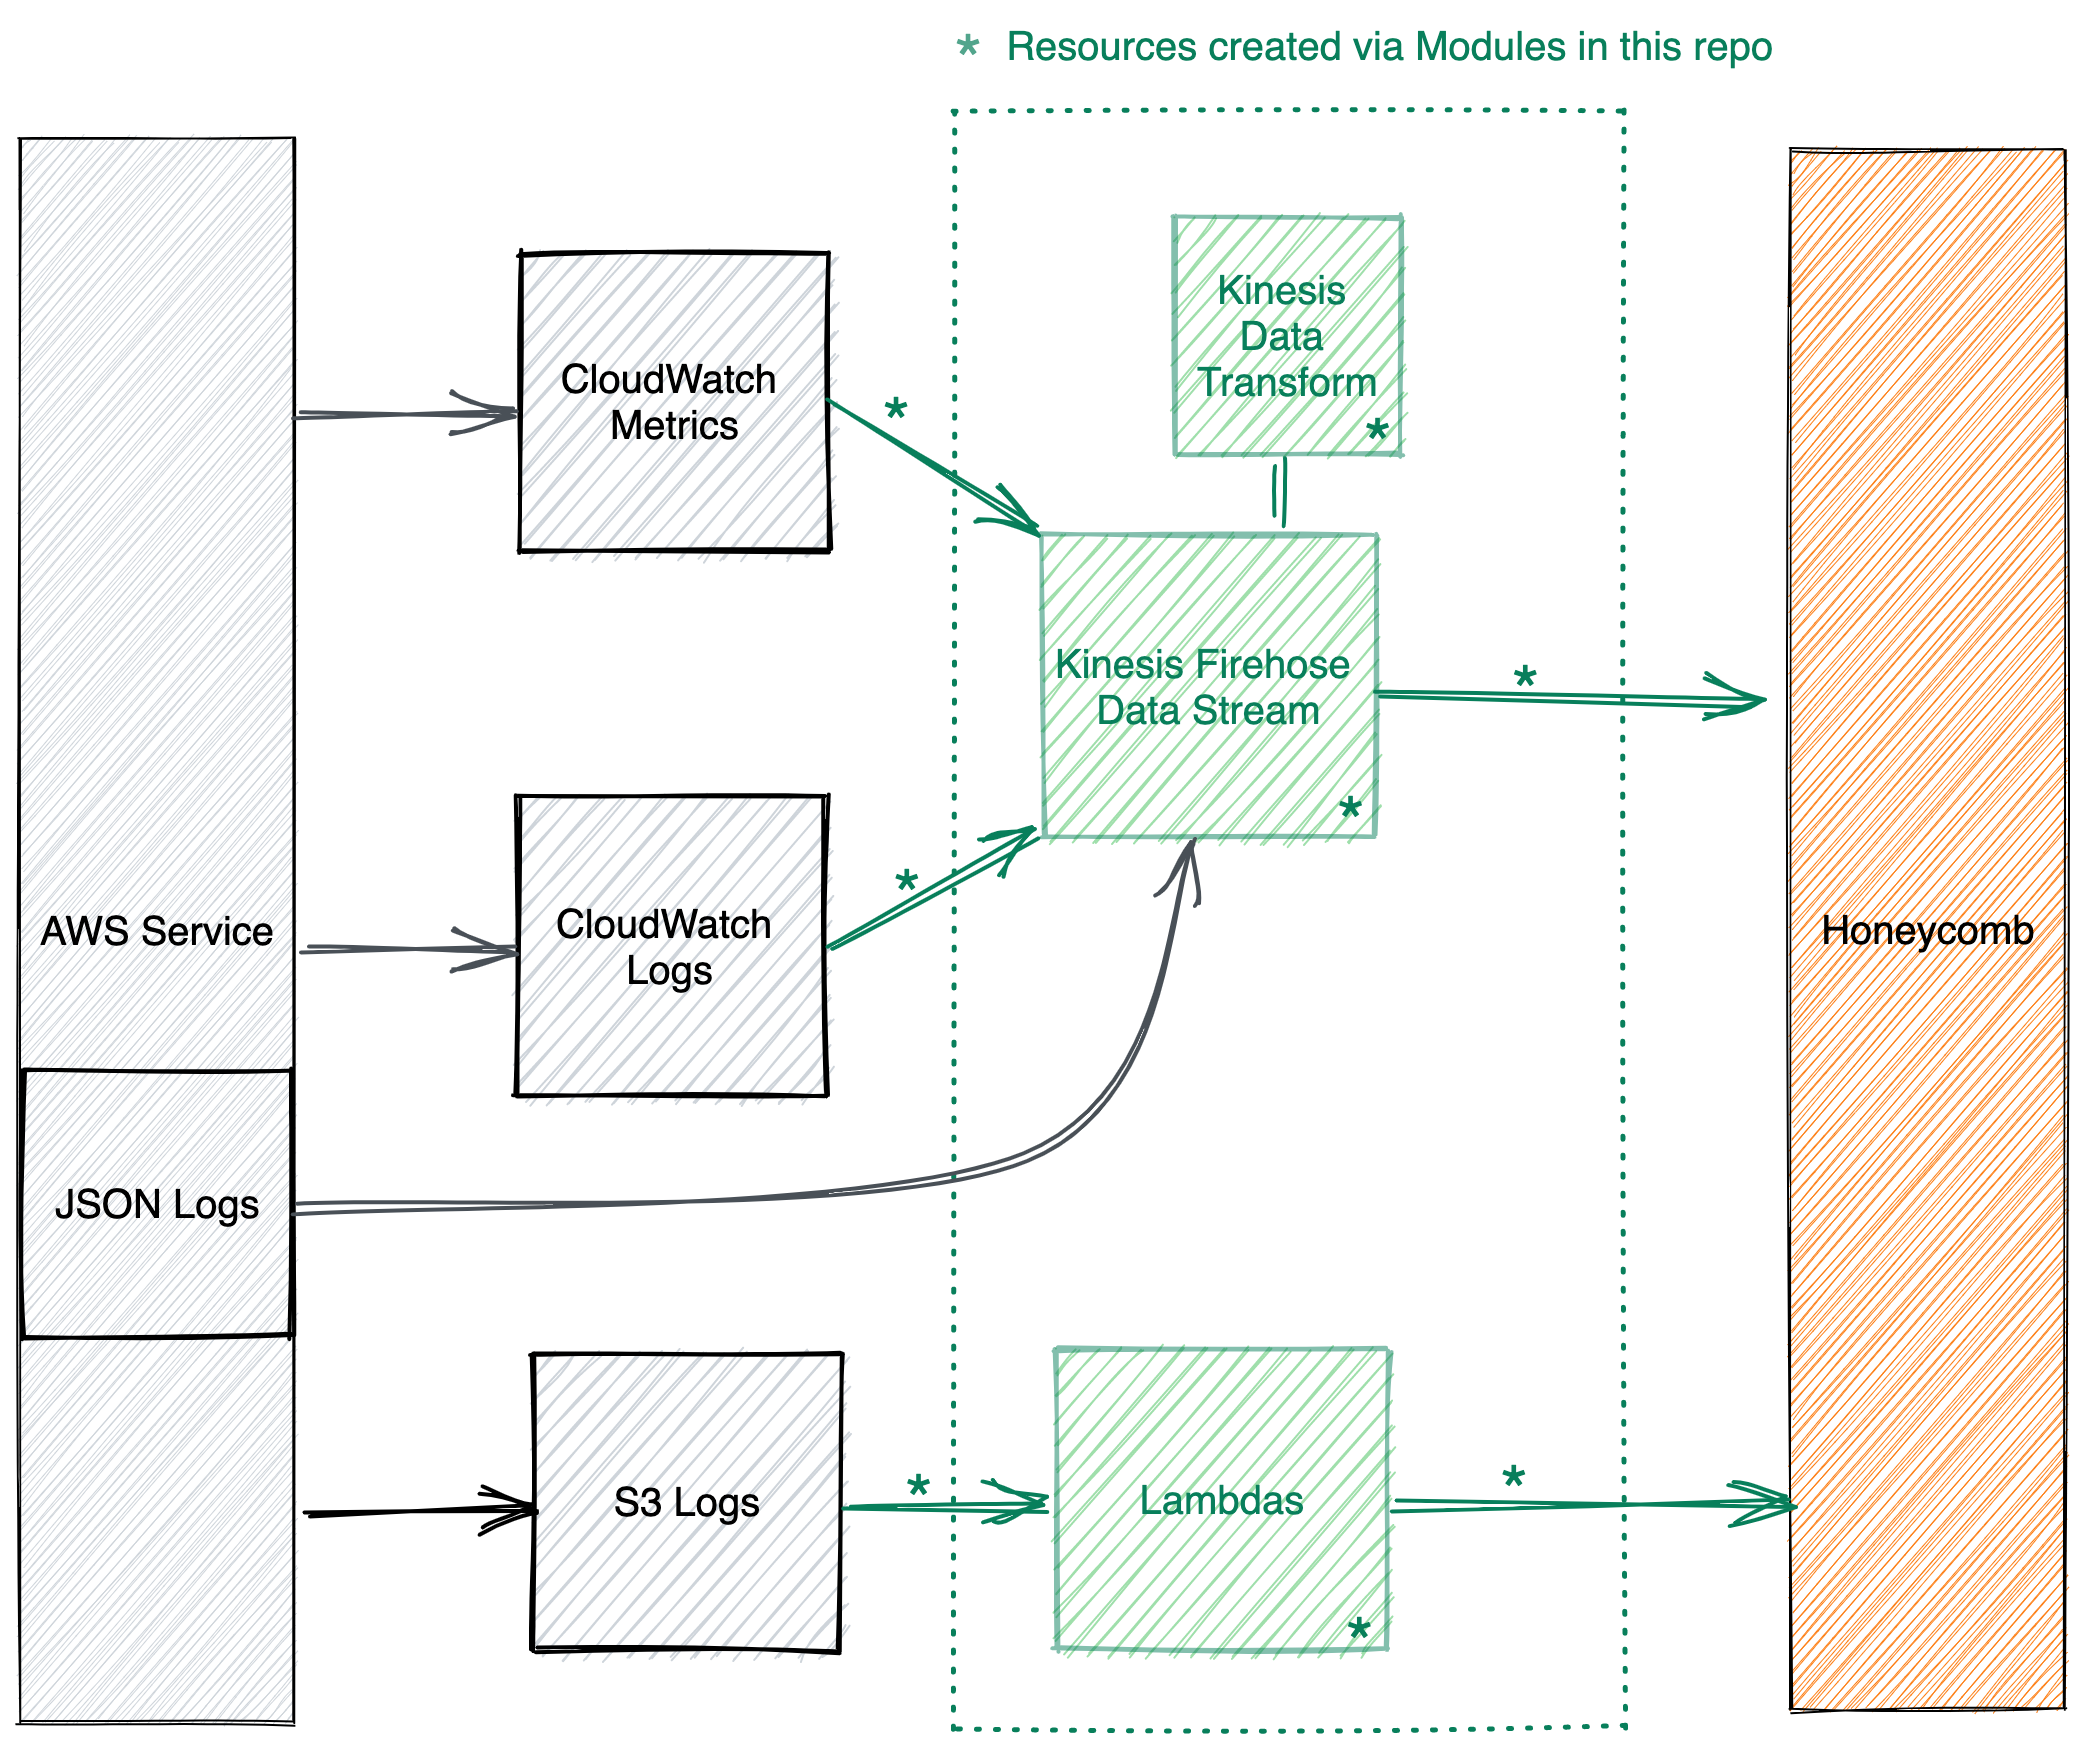 * Resources created via Modules in this repo
Kinesis
Data
Transform
*
CloudWatch
Metrics
*
Kinesis Firehose
Data Stream
*
*
CloudWatch
Logs
*
AWS Service
Honeycomb
JSON Logs
S3 Logs
*
Lambdas
*
*